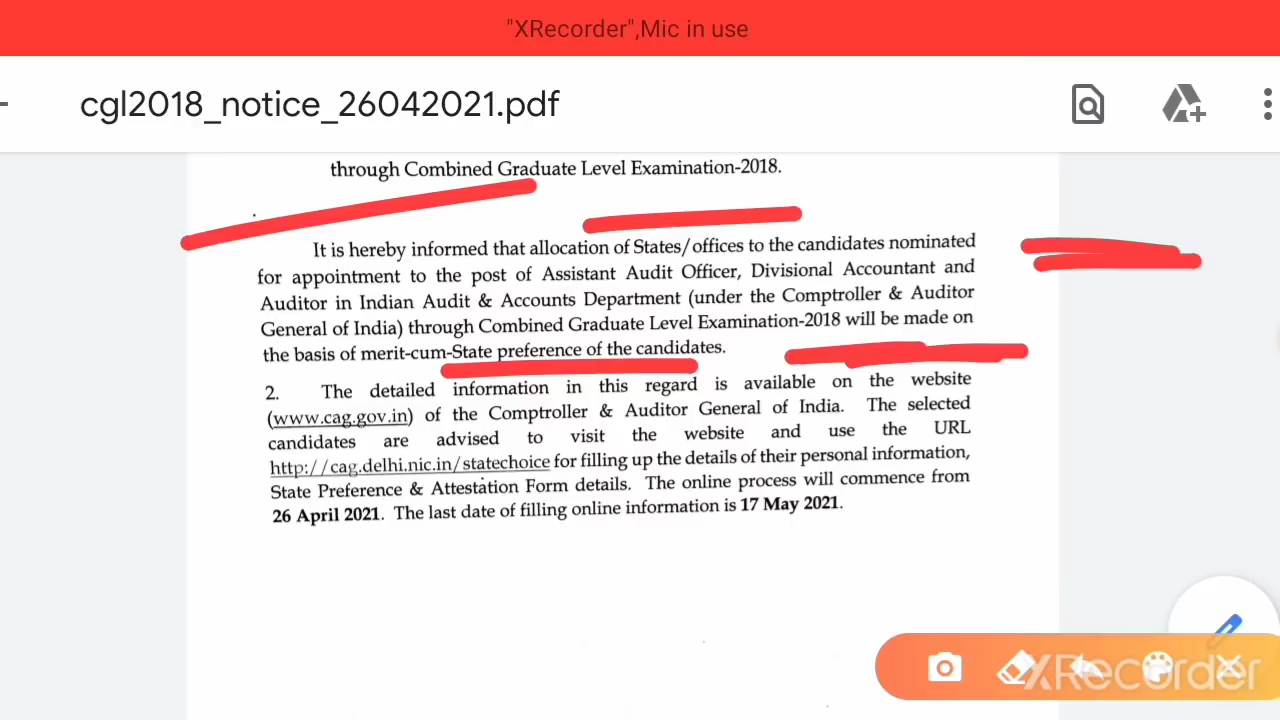 "XRecorder",Mic in use
cgl2018_notice_26042021.pdf
through Combined Graduate Level Examination-2018.
It is hereby informed that allocation of States/offices to the candidates nominated
for appointment to the post of Assistant Audit Officer, Divisional Accountant and
Auditor in Indian Audit & Accounts Department (under the Comptroller & Auditor
General of India) through Combined Graduate Level Examination-2018 will be made on
the basis of merit-cum-State preference of the candidates.
2. The detailed information in this regard is available on the website
(www.cag.gov.in) of the Comptroller & Auditor General of India. The selected
candidates are advised to visit the website and use the URL
http://cag.delhi.nic.in/statechoice for filling up the details of their personal information,
State Preference & Attestation Form details. The online process will commence from
26 April 2021. The last date of filling online information is 17 May 2021.
XRecorder